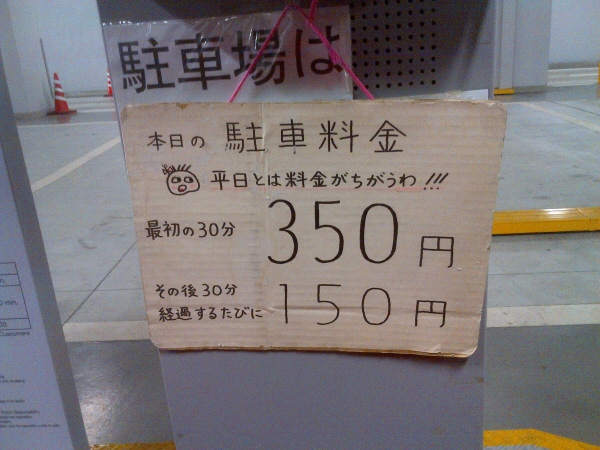 駐車場は
本日の 駐車料金
平日とは料金がちがうわ!!!
最初の30分 350円
その後30分
経過するたびに 150円